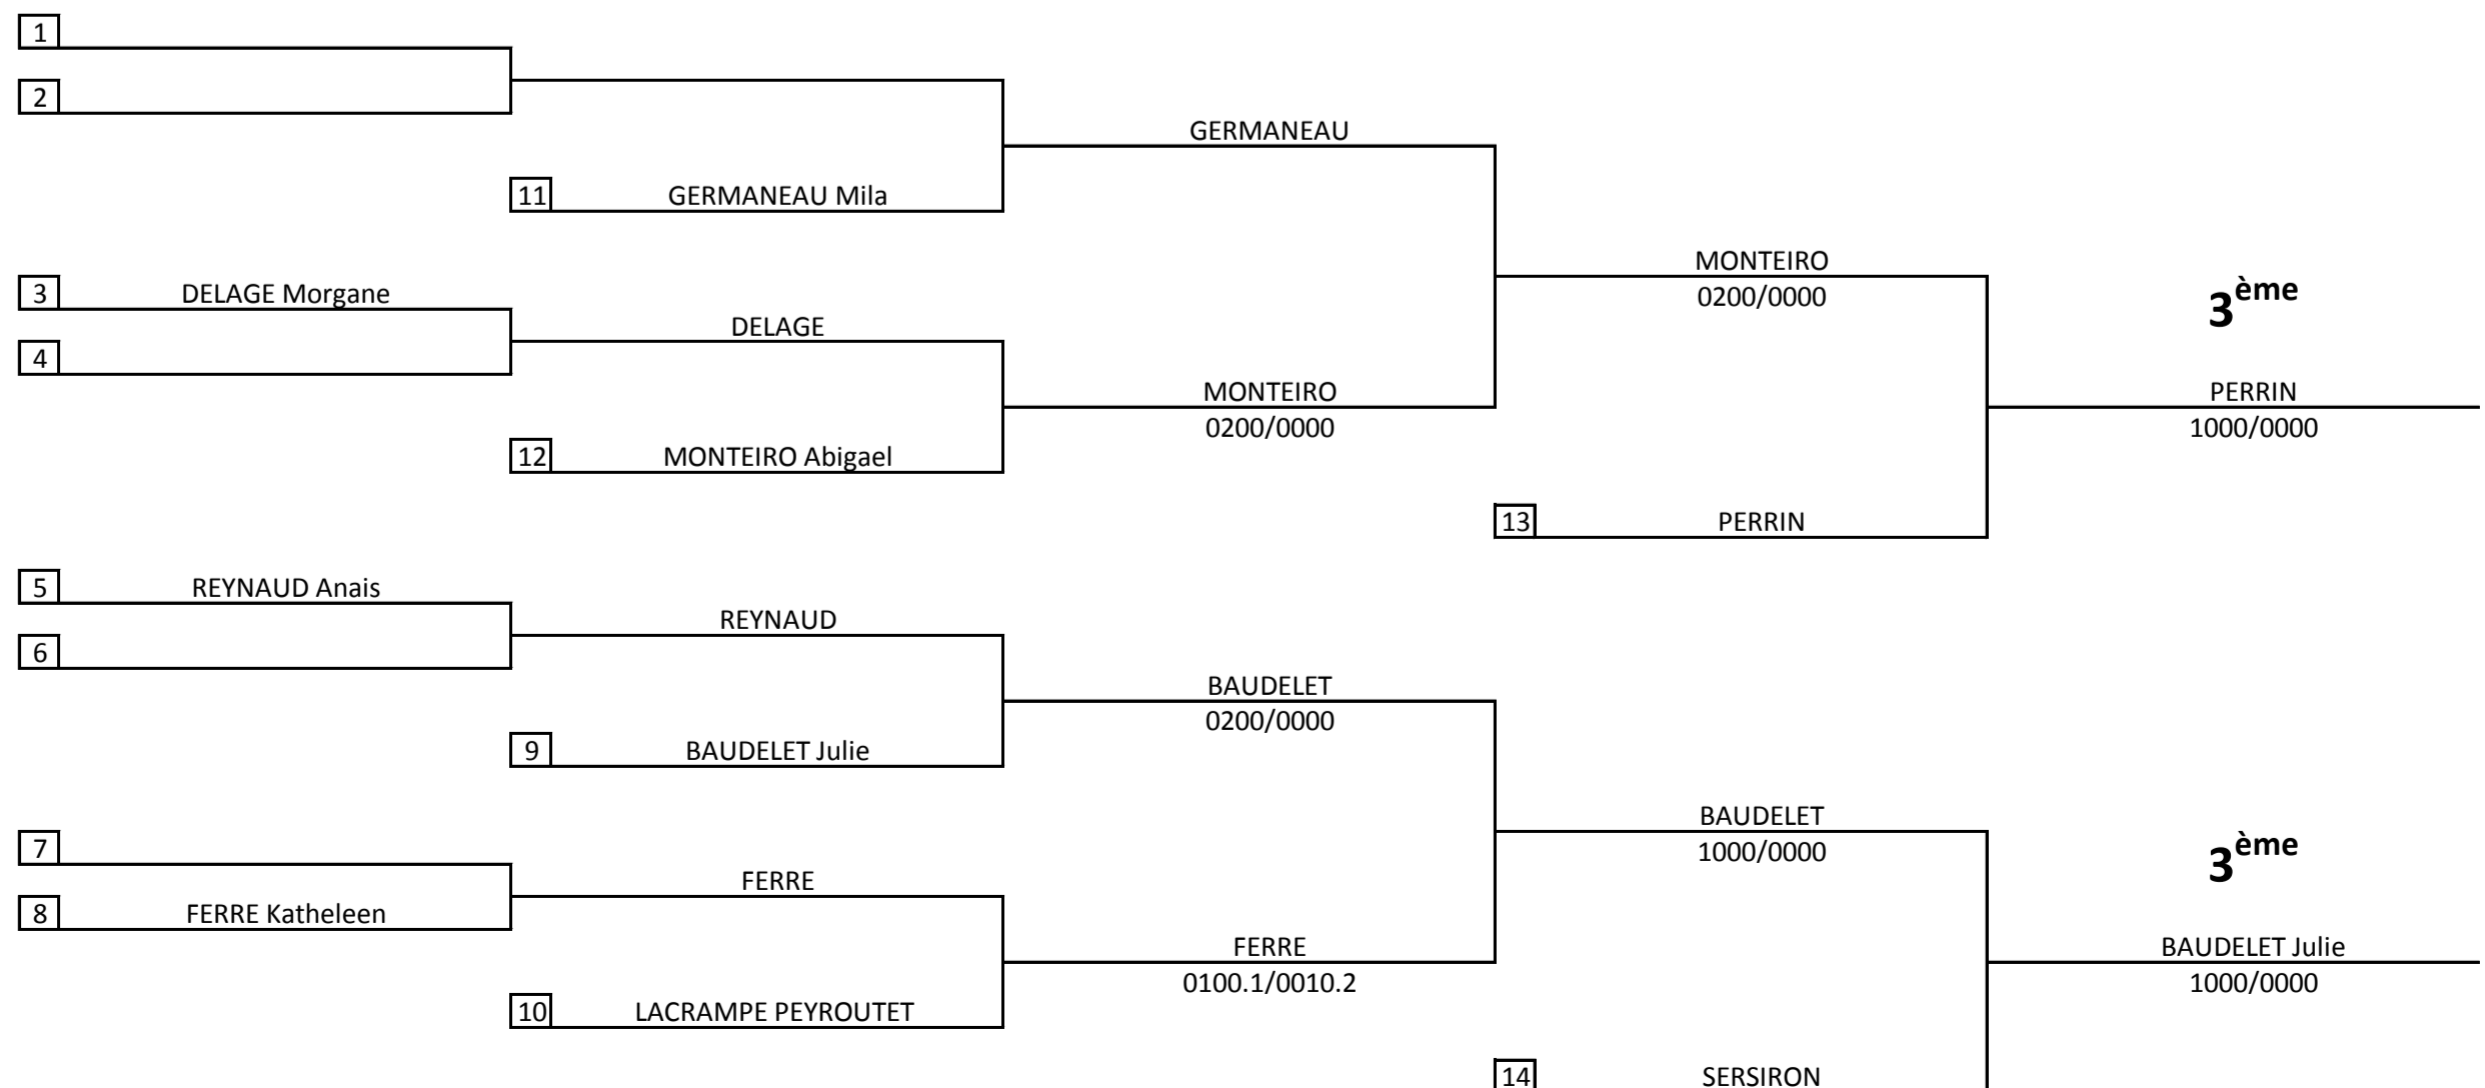 1
2
GERMANEAU
11 GERMANEAU Mila
MONTEIRO
3 DELAGE Morgane
0200/0000
3ème
DELAGE
4
MONTEIRO
PERRIN
0200/0000
1000/0000
12 MONTEIRO Abigael
13 PERRIN
5 REYNAUD Anais
REYNAUD
6
BAUDELET
0200/0000
9 BAUDELET Julie
BAUDELET
7
1000/0000
3ème
FERRE
8 FERRE Katheleen
FERRE
BAUDELET Julie
0100.1/0010.2
1000/0000
10 LACRAMPE PEYROUTET
14 SERSIRON